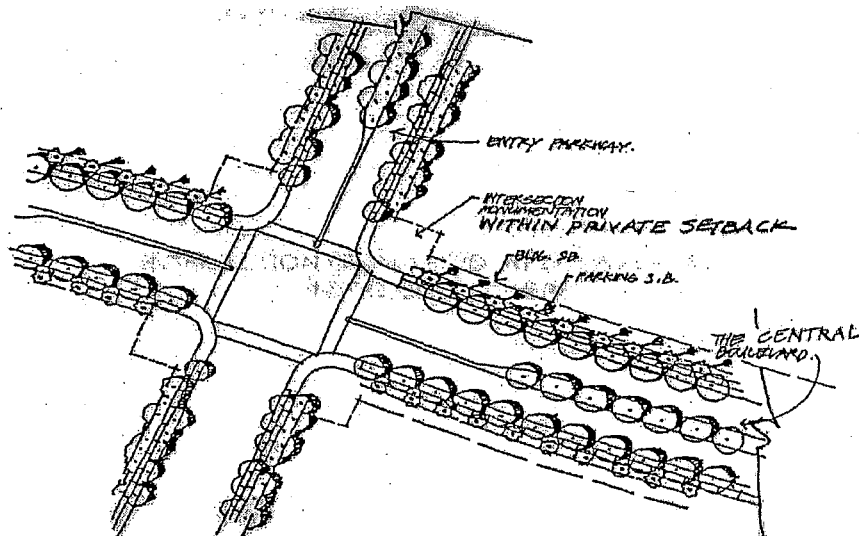 ENTRY PARKWAY.
INTERSECTION
MONUMENTATION
WITHIN PRIVATE SETBACK
BLDG. SB.
PARKING S.B.
THE CENTRAL
BOULEVARD.